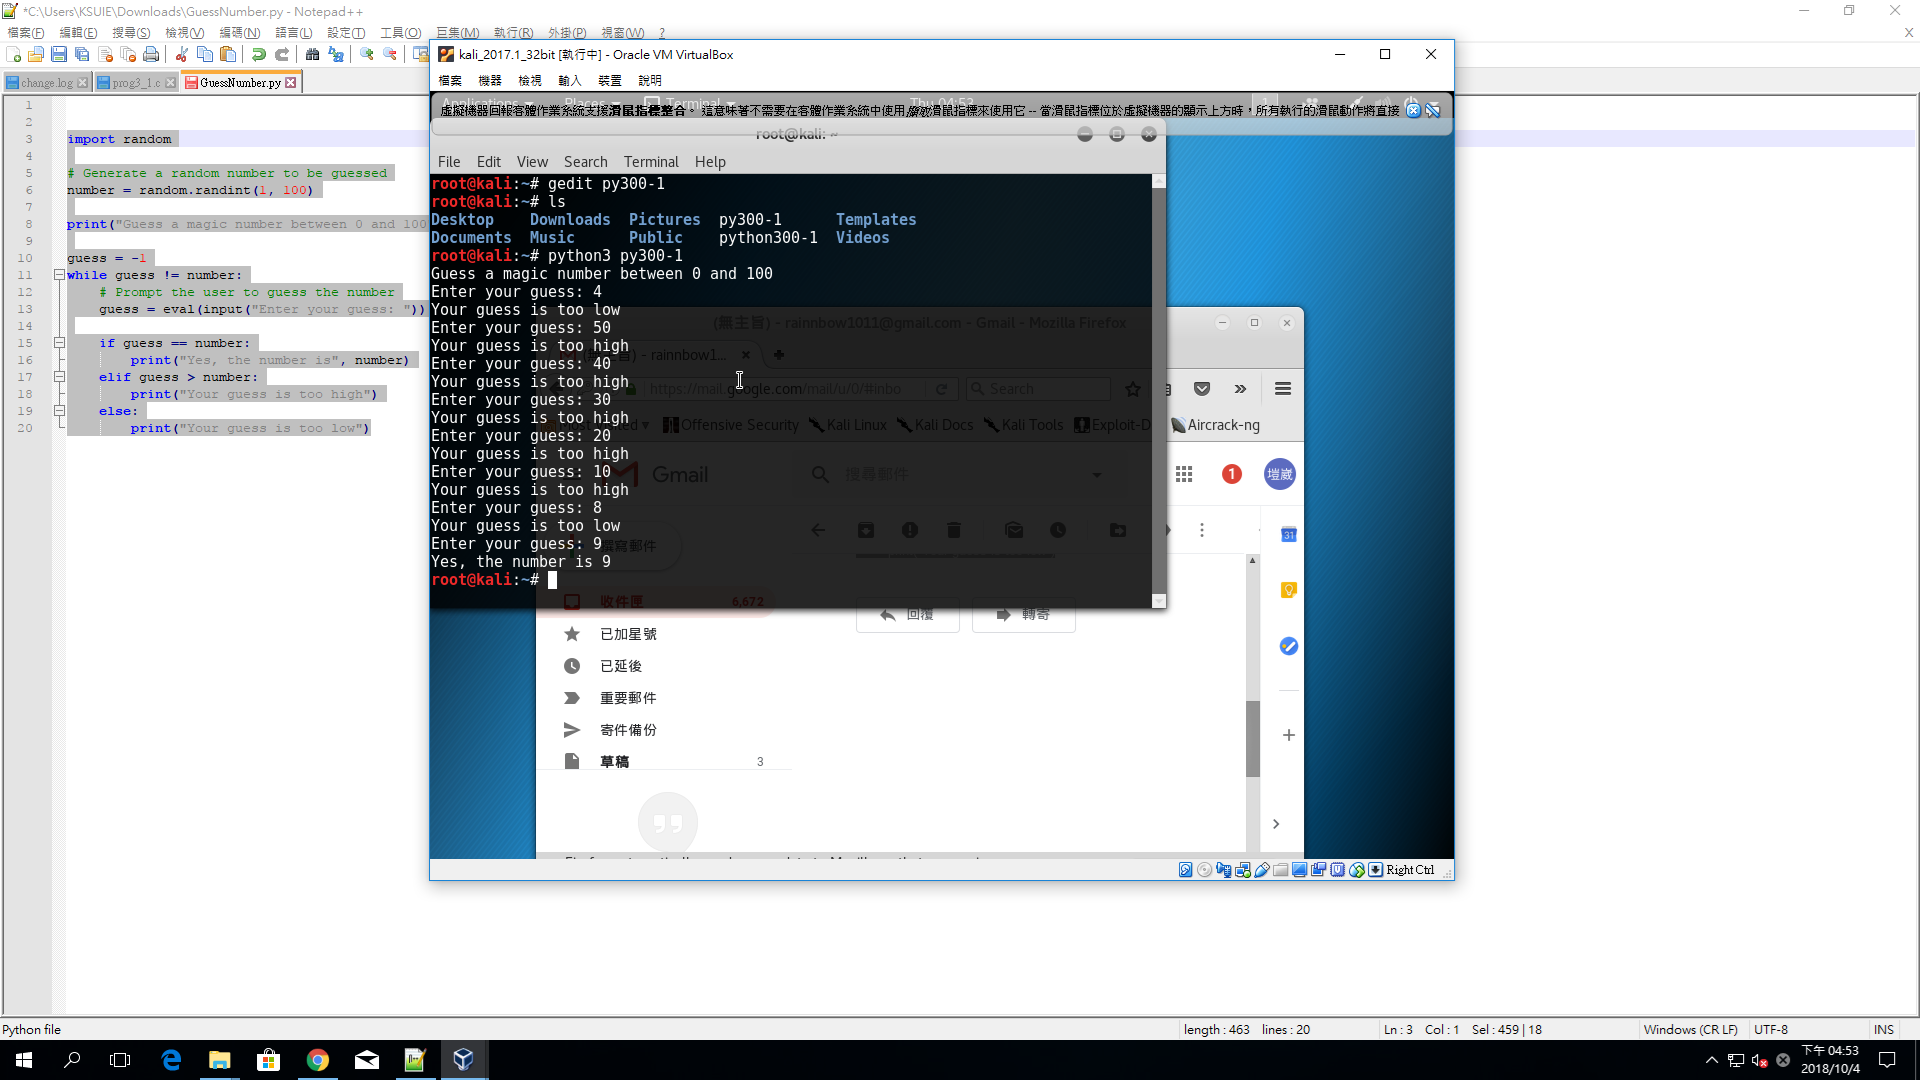 *C:\Users\KSUIE\Downloads\GuessNumber.py - Notepad++
檔案(F) 編輯(E) 搜尋(S) 檢視(V) 編碼(N) 語言(L) 設定(T) 工具(O) 巨集(M) 執行(R) 外掛(P) 視窗(W) ?
X
change.log
prog3_1.c
GuessNumber.py
1
2
3 import random
4
5 # Generate a random number to be guessed
6 number = random.randint(1, 100)
7
8 print("Guess a magic number between 0 and 100
9
10 guess = -1
11 while guess != number:
12 # Prompt the user to guess the number
13 guess = eval(input("Enter your guess: "))
14
15 if guess == number:
16 print("Yes, the number is", number)
17 elif guess > number:
18 print("Your guess is too high")
19 else:
20 print("Your guess is too low")
kali_2017.1_32bit [執行中] - Oracle VM VirtualBox
檔案 機器 檢視 輸入 裝置 說明
Applications Places Terminal Thu 04:53 1
虛擬機器回報客體作業系統支援滑鼠指標整合。 這意味著不需要在客體作業系統中使用擷取滑鼠指標來使用它 -- 當滑鼠指標位於虛擬機器的顯示上方時，所有執行的滑鼠動作將直接
root@kali: ~
File Edit View Search Terminal Help
root@kali:~# gedit py300-1
root@kali:~# ls
Desktop Downloads Pictures py300-1 Templates
Documents Music Public python300-1 Videos
root@kali:~# python3 py300-1
Guess a magic number between 0 and 100
Enter your guess: 4
Your guess is too low
Enter your guess: 50
Your guess is too high
Enter your guess: 40
Your guess is too high
Enter your guess: 30
Your guess is too high
Enter your guess: 20
Your guess is too high
Enter your guess: 10
Your guess is too high
Enter your guess: 8
Your guess is too low
Enter your guess: 9
Yes, the number is 9
root@kali:~#
(無主旨) - rainnbow1011@gmail.com - Gmail - Mozilla Firefox
- rainnbow1...
https://mail.google.com/mail/u/0/#inbo
Search
Offensive Security Kali Linux Kali Docs Kali Tools Exploit-D Aircrack-ng
Gmail
搜尋郵件
1
塏崴
31
撰寫郵件
收件匣 6,672
已加星號
已延後
重要郵件
寄件備份
草稿 3
回覆
轉寄
Right Ctrl
Python file
length : 463 lines : 20
Ln : 3 Col : 1 Sel : 459 | 18
Windows (CR LF)
UTF-8
INS
下午 04:53
2018/10/4